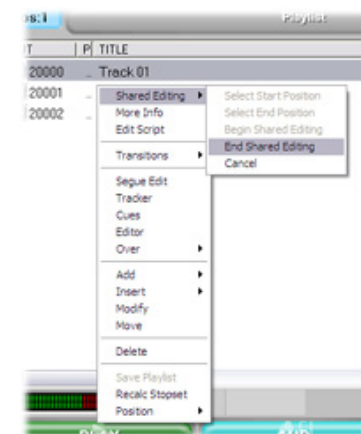 Playlist
P TITLE
20000 Track 01
20001
20002
Shared Editing
More Info
Edit Script
Transitions
Segue Edit
Tracker
Cues
Editor
Over
Add
Insert
Modify
Move
Delete
Save Playlist
Recalc Stopset
Position
Select Start Position
Select End Position
Begin Shared Editing
End Shared Editing
Cancel